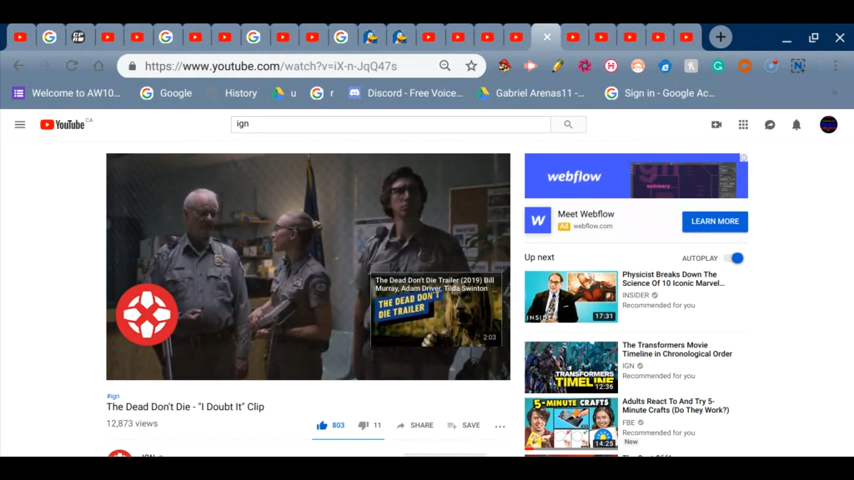 https://www.youtube.com/watch?v=iX-n-JqQ47s
Welcome to AW10...
Google
History
u
r
Discord - Free Voice...
Gabriel Arenas11 -...
Sign in - Google Ac...
YouTube CA
ign
webflow
Meet Webflow
Ad webflow.com
LEARN MORE
Up next
AUTOPLAY
The Dead Don't Die Trailer (2019) Bill
Murray, Adam Driver, Tilda Swinton
THE DEAD DON'T
DIE TRAILER
2:03
Physicist Breaks Down The
Science Of 10 Iconic Marvel...
INSIDER
Recommended for you
INSIDER
17:31
The Transformers Movie
Timeline in Chronological Order
IGN
Recommended for you
TRANSFORMERS
TIMELINE
12:36
5-MINUTE CRAFTS
14:25
Adults React To And Try 5-
Minute Crafts (Do They Work?)
FBE
Recommended for you
New
#ign
The Dead Don't Die - "I Doubt It" Clip
12,873 views
803
11
SHARE
SAVE